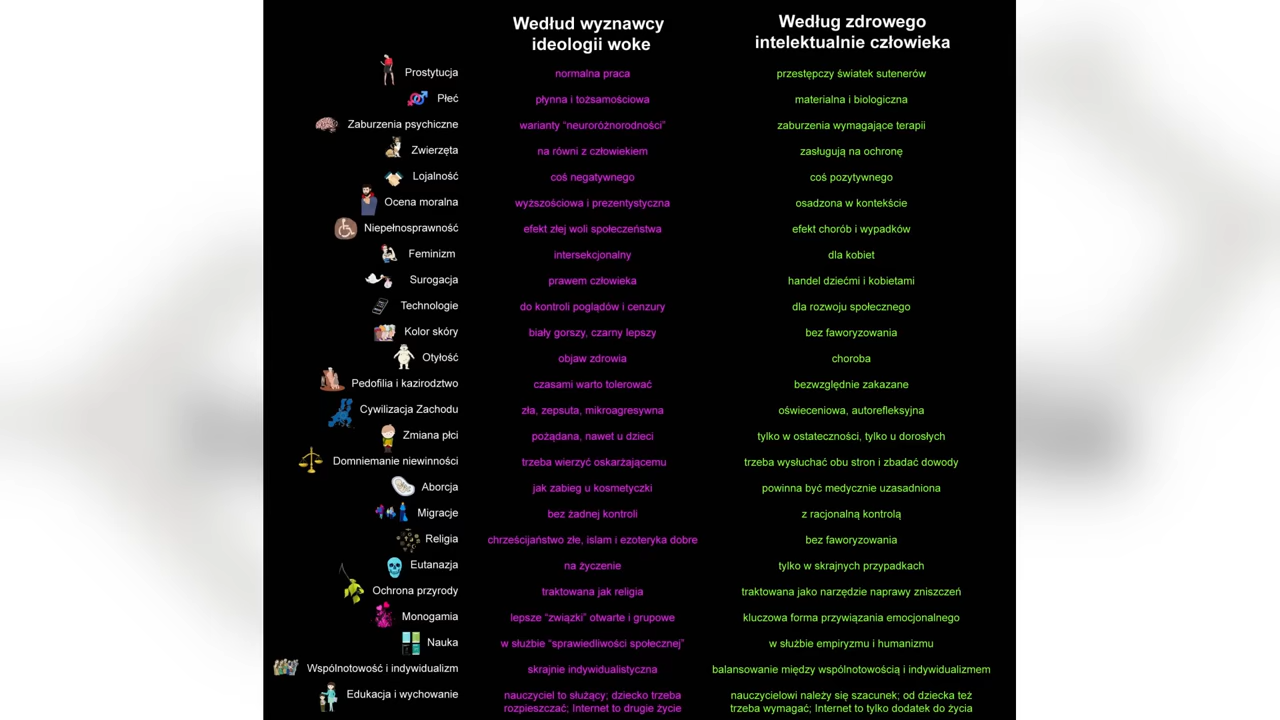 Wedłud wyznawcy
ideologii woke
Według zdrowego
intelektualnie człowieka
Prostytucja normalna praca przestępczy światek sutenerów
Płeć płynna i tożsamościowa materialna i biologiczna
Zaburzenia psychiczne warianty “neuroróżnorodności” zaburzenia wymagające terapii
Zwierzęta na równi z człowiekiem zasługują na ochronę
Lojalność coś negatywnego coś pozytywnego
Ocena moralna wyższościowa i prezentystyczna osadzona w kontekście
Niepełnosprawność efekt złej woli społeczeństwa efekt chorób i wypadków
Feminizm intersekcjonalny dla kobiet
Surogacja prawem człowieka handel dziećmi i kobietami
Technologie do kontroli poglądów i cenzury dla rozwoju społecznego
Kolor skóry biały gorszy, czarny lepszy bez faworyzowania
Otyłość objaw zdrowia choroba
Pedofilia i kazirodztwo czasami warto tolerować bezwzględnie zakazane
Cywilizacja Zachodu zła, zepsuta, mikroagresywna oświeceniowa, autorefleksyjna
Zmiana płci pożądana, nawet u dzieci tylko w ostateczności, tylko u dorosłych
Domniemanie niewinności trzeba wierzyć oskarżającemu trzeba wysłuchać obu stron i zbadać dowody
Aborcja jak zabieg u kosmetyczki powinna być medycznie uzasadniona
Migracje bez żadnej kontroli z racjonalną kontrolą
Religia chrześcijaństwo złe, islam i ezoteryka dobre bez faworyzowania
Eutanazja na życzenie tylko w skrajnych przypadkach
Ochrona przyrody traktowana jak religia traktowana jako narzędzie naprawy zniszczeń
Monogamia lepsze “związki” otwarte i grupowe kluczowa forma przywiązania emocjonalnego
Nauka w służbie “sprawiedliwości społecznej” w służbie empiryzmu i humanizmu
Wspólnotowość i indywidualizm skrajnie indywidualistyczna balansowanie między wspólnotowością i indywidualizmem
Edukacja i wychowanie nauczyciel to służący; dziecko trzeba nauczycielowi należy się szacunek; od dziecka też
rozpieszczać; Internet to drugie życie trzeba wymagać; Internet to tylko dodatek do życia